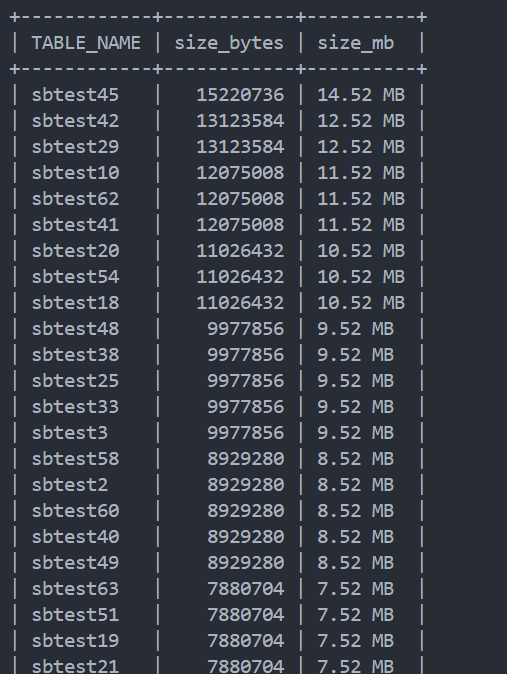 +------------+------------+----------+
| TABLE_NAME | size_bytes | size_mb  |
+------------+------------+----------+
| sbtest45   |   15220736 | 14.52 MB |
| sbtest42   |   13123584 | 12.52 MB |
| sbtest29   |   13123584 | 12.52 MB |
| sbtest10   |   12075008 | 11.52 MB |
| sbtest62   |   12075008 | 11.52 MB |
| sbtest41   |   12075008 | 11.52 MB |
| sbtest20   |   11026432 | 10.52 MB |
| sbtest54   |   11026432 | 10.52 MB |
| sbtest18   |   11026432 | 10.52 MB |
| sbtest48   |    9977856 | 9.52 MB  |
| sbtest38   |    9977856 | 9.52 MB  |
| sbtest25   |    9977856 | 9.52 MB  |
| sbtest33   |    9977856 | 9.52 MB  |
| sbtest3    |    9977856 | 9.52 MB  |
| sbtest58   |    8929280 | 8.52 MB  |
| sbtest2    |    8929280 | 8.52 MB  |
| sbtest60   |    8929280 | 8.52 MB  |
| sbtest40   |    8929280 | 8.52 MB  |
| sbtest49   |    8929280 | 8.52 MB  |
| sbtest63   |    7880704 | 7.52 MB  |
| sbtest51   |    7880704 | 7.52 MB  |
| sbtest19   |    7880704 | 7.52 MB  |
| sbtest21   |    7880704 | 7.52 MB  |